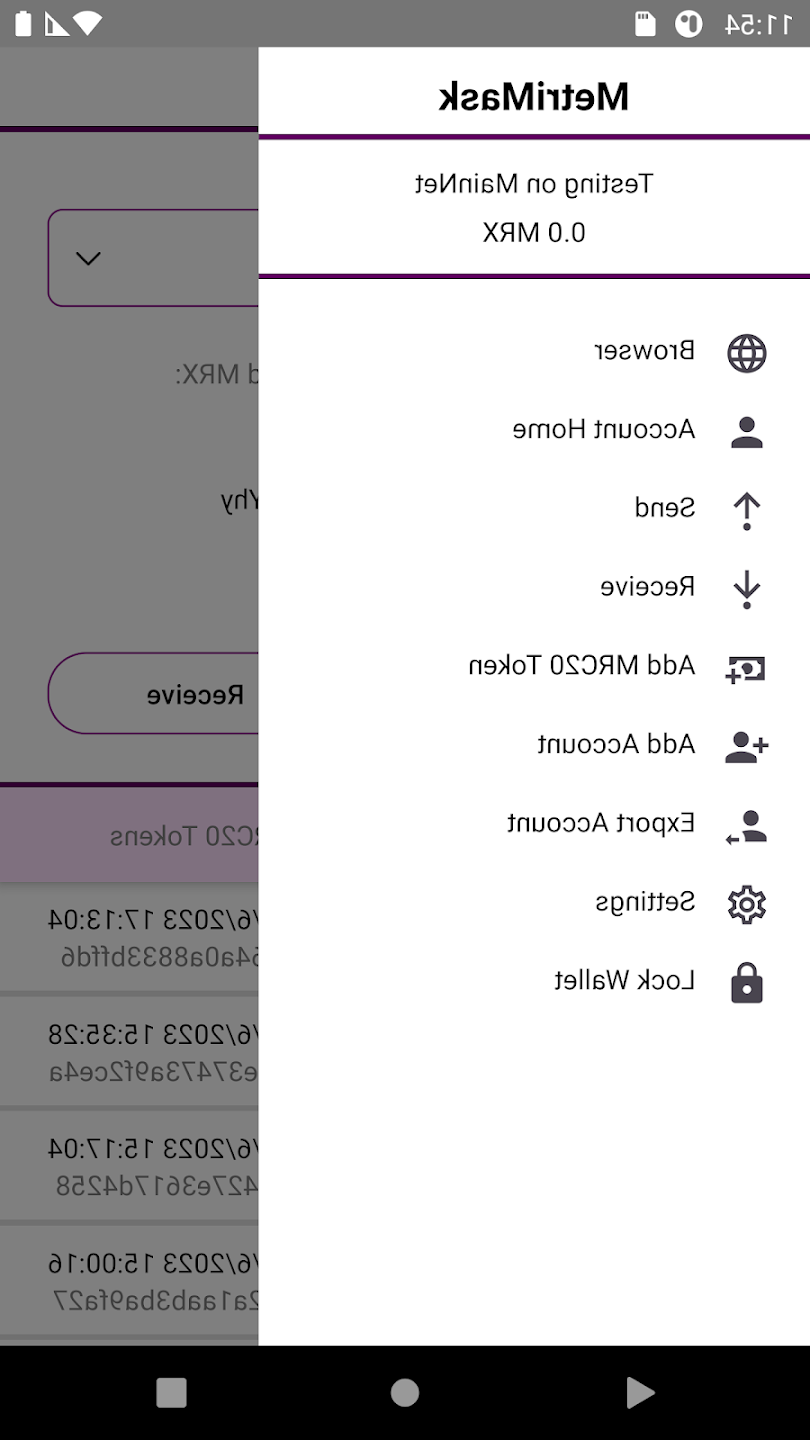 11:54
MetriMask
Testing on MainNet
0.0 MRX
Browser
Account Home
Send
Receive
Add MRC20 Token
Add Account
Export Account
Settings
Lock Wallet
d MRX:
Yhy
Receive
RC20 Tokens
/6/2023 17:13:04
64a0a8833bffd6
/6/2023 15:35:28
e37473a9f2ce4a
/6/2023 15:17:04
427e3617d4258
/6/2023 15:00:16
2a1aab3ba9fa27